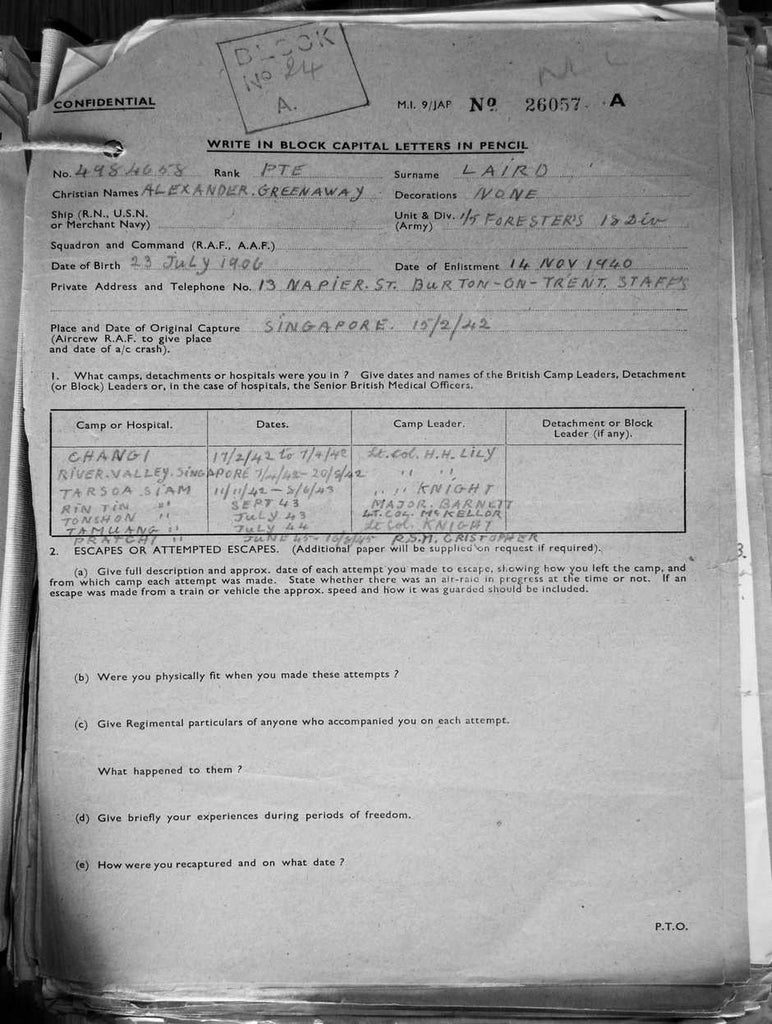 BLOCK
No 24
A.
CONFIDENTIAL
M.I. 9/JAP No 26057. A
WRITE IN BLOCK CAPITAL LETTERS IN PENCIL
No. 4984658 Rank PTE Surname LAIRD
Christian Names ALEXANDER. GREENAWAY Decorations NONE
Ship (R.N., U.S.N.
or Merchant Navy)
Unit & Div. 1/5 FORESTER'S 18 Div
(Army)
Squadron and Command (R.A.F., A.A.F.)
Date of Birth 23 July 1906 Date of Enlistment 14 NOV 1940
Private Address and Telephone No. 13 NAPIER. ST. BURTON-ON-TRENT. STAFFS
Place and Date of Original Capture SINGAPORE. 15/2/42
(Aircrew R.A.F. to give place
and date of a/c crash).
1. What camps, detachments or hospitals were you in ? Give dates and names of the British Camp Leaders, Detachment
(or Block) Leaders or, in the case of hospitals, the Senior British Medical Officers.
Camp or Hospital. Dates. Camp Leader. Detachment or Block
Leader (if any).
CHANGI 17/2/42 to 7/4/42 Lt. Col. H.H. LILY
RIVER.VALLEY.SINGAPORE 7/4/42- " "
TARSOA SIAM 11/11/42 - 5/6/43 " " KNIGHT
RIN TIN " SEPT 43 MAJOR. BARNETT
TONSHON " July 43 LT. COL. McKELLOR
TAMUANG " July 44 Lt Col. KNIGHT
PRATCHI " JUNE 45- R.S.M. CRISTOPHER
2. ESCAPES OR ATTEMPTED ESCAPES. (Additional paper will be supplied on request if required).
(a) Give full description and approx. date of each attempt you made to escape, showing how you left the camp, and
from which camp each attempt was made. State whether there was an air-raid in progress at the time or not. If an
escape was made from a train or vehicle the approx. speed and how it was guarded should be included.
(b) Were you physically fit when you made these attempts ?
(c) Give Regimental particulars of anyone who accompanied you on each attempt.
What happened to them ?
(d) Give briefly your experiences during periods of freedom.
(e) How were you recaptured and on what date ?
P.T.O.